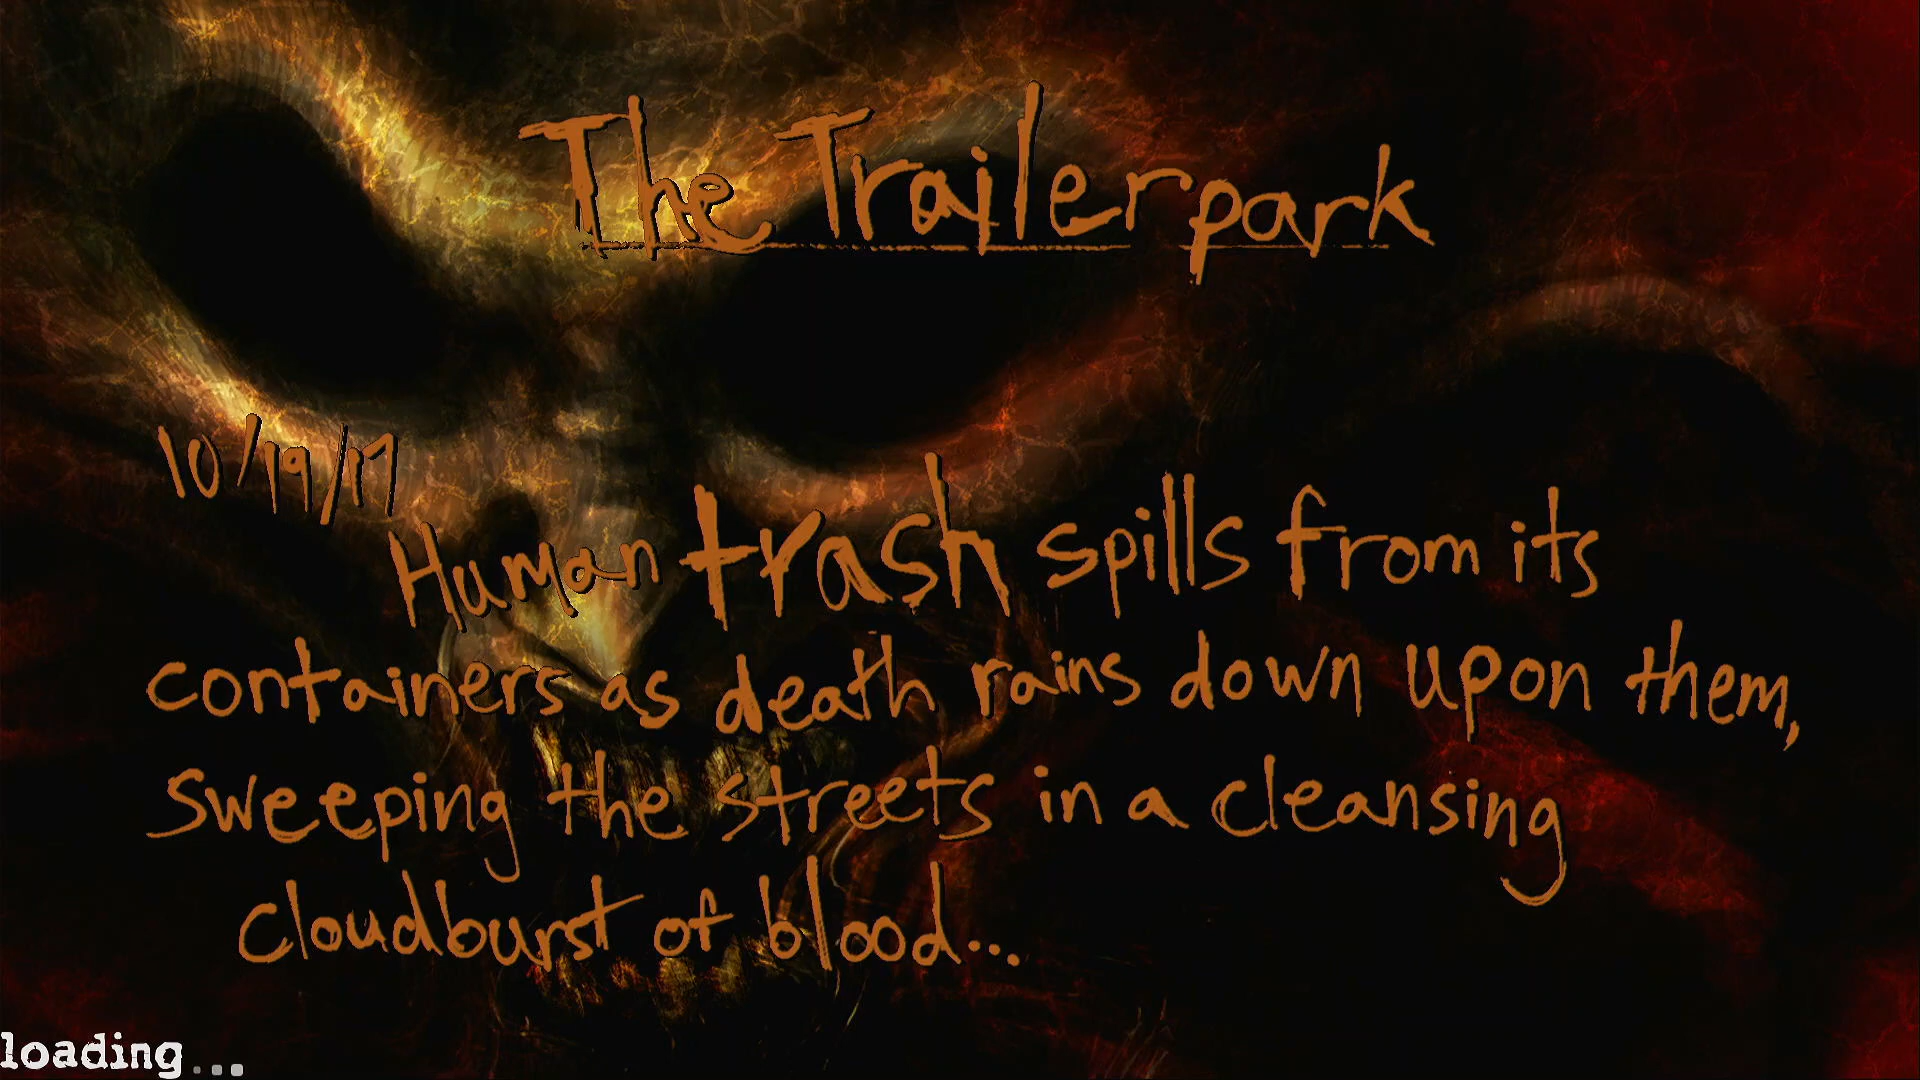 The Trailerpark
10/19/17
Human trash spills from its
containers as death rains down upon them,
sweeping the streets in a cleansing
cloudburst of blood...
loading...